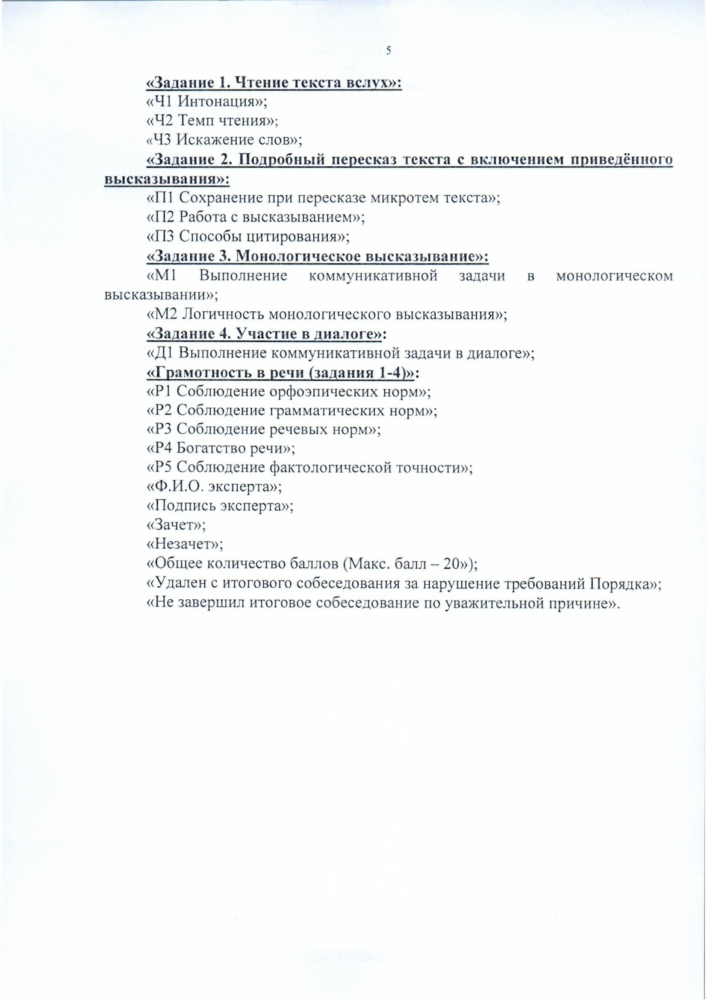 5
«Задание 1. Чтение текста вслух»:
«Ч1 Интонация»;
«Ч2 Темп чтения»;
«Ч3 Искажение слов»;
«Задание 2. Подробный пересказ текста с включением приведённого
высказывания»:
«П1 Сохранение при пересказе микротем текста»;
«П2 Работа с высказыванием»;
«П3 Способы цитирования»;
«Задание 3. Монологическое высказывание»:
«М1 Выполнение коммуникативной задачи в монологическом
высказывании»;
«М2 Логичность монологического высказывания»;
«Задание 4. Участие в диалоге»:
«Д1 Выполнение коммуникативной задачи в диалоге»;
«Грамотность в речи (задания 1-4)»:
«Р1 Соблюдение орфоэпических норм»;
«Р2 Соблюдение грамматических норм»;
«Р3 Соблюдение речевых норм»;
«Р4 Богатство речи»;
«Р5 Соблюдение фактологической точности»;
«Ф.И.О. эксперта»;
«Подпись эксперта»;
«Зачет»;
«Незачет»;
«Общее количество баллов (Макс. балл – 20»);
«Удален с итогового собеседования за нарушение требований Порядка»;
«Не завершил итоговое собеседование по уважительной причине».